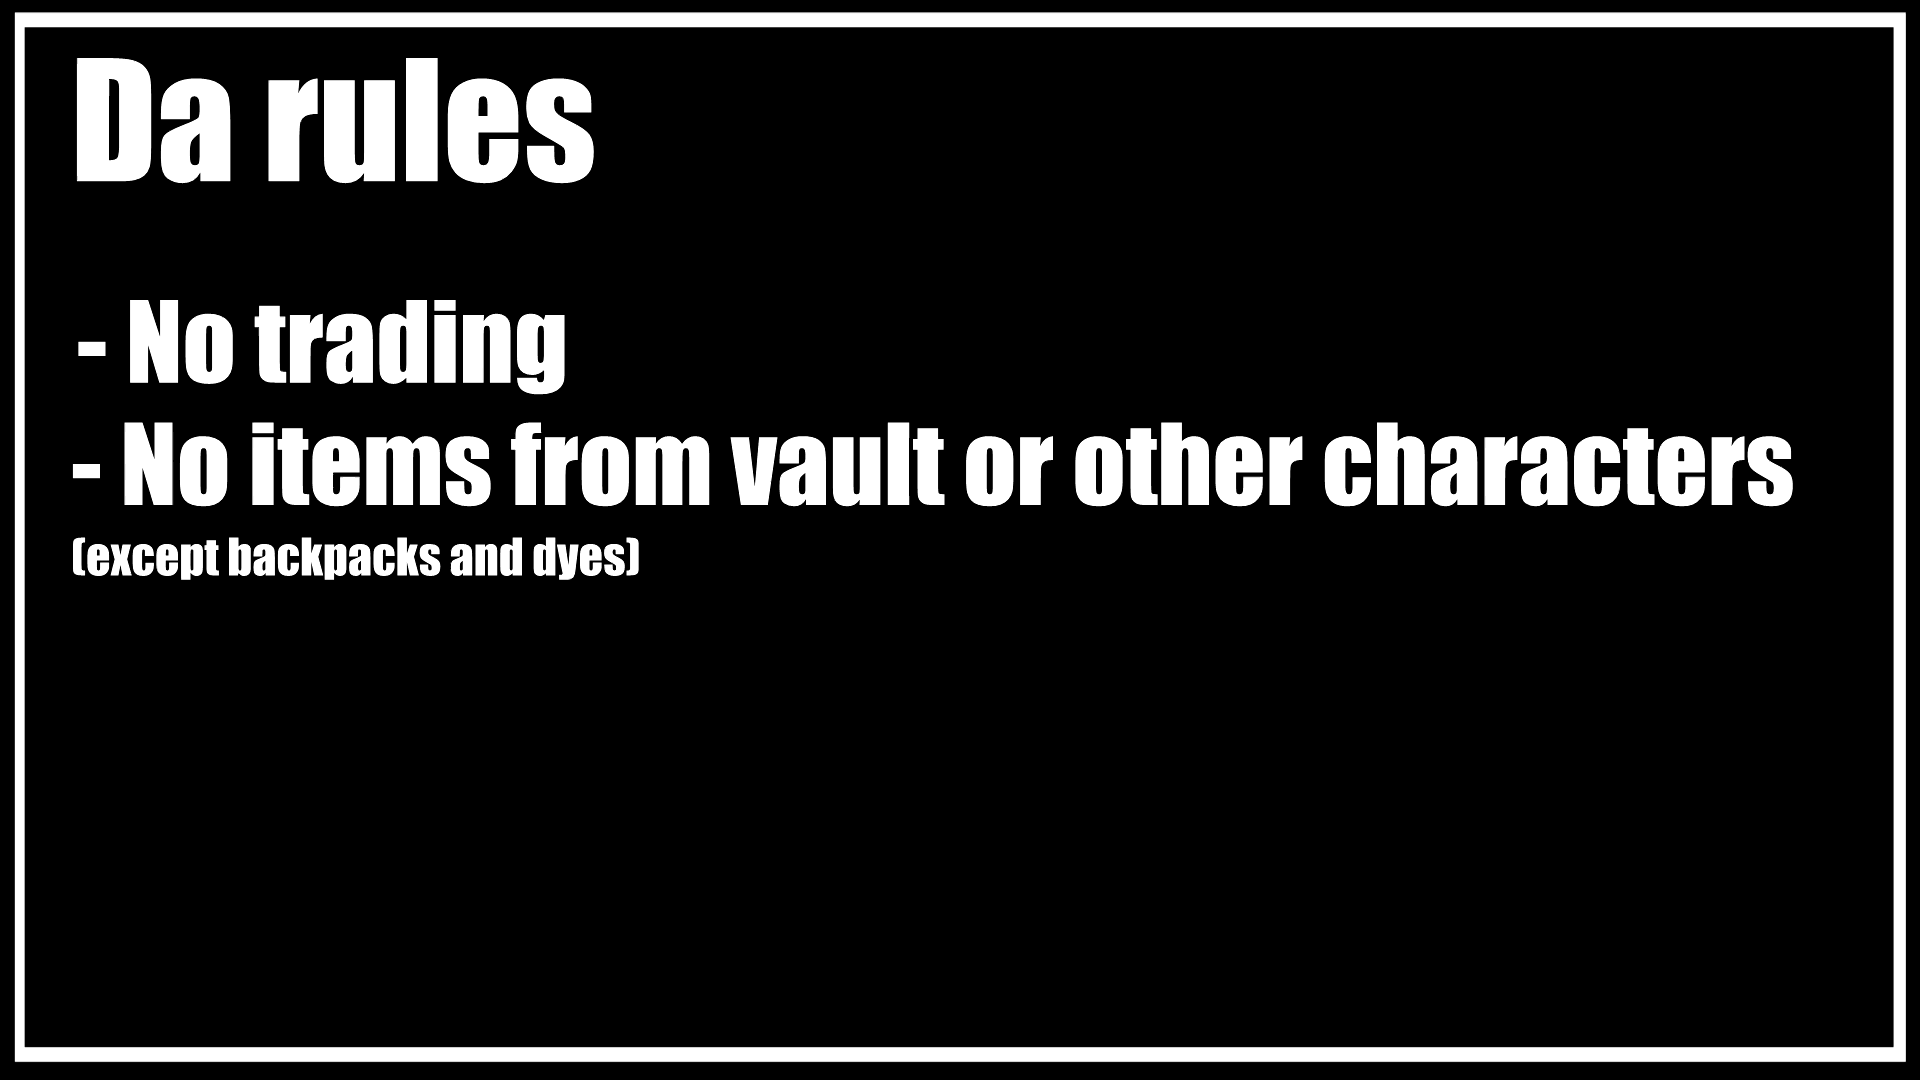 Da rules
- No trading
- No items from vault or other characters
(except backpacks and dyes)